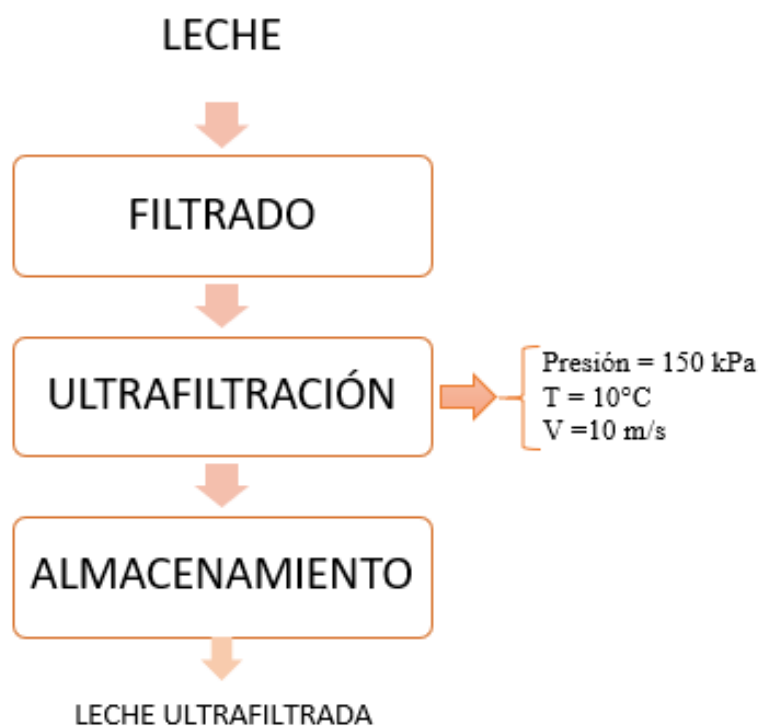 LECHE
FILTRADO
ULTRAFILTRACIÓN
Presión = 150 kPa
T = 10°C
V =10 m/s
ALMACENAMIENTO
LECHE ULTRAFILTRADA